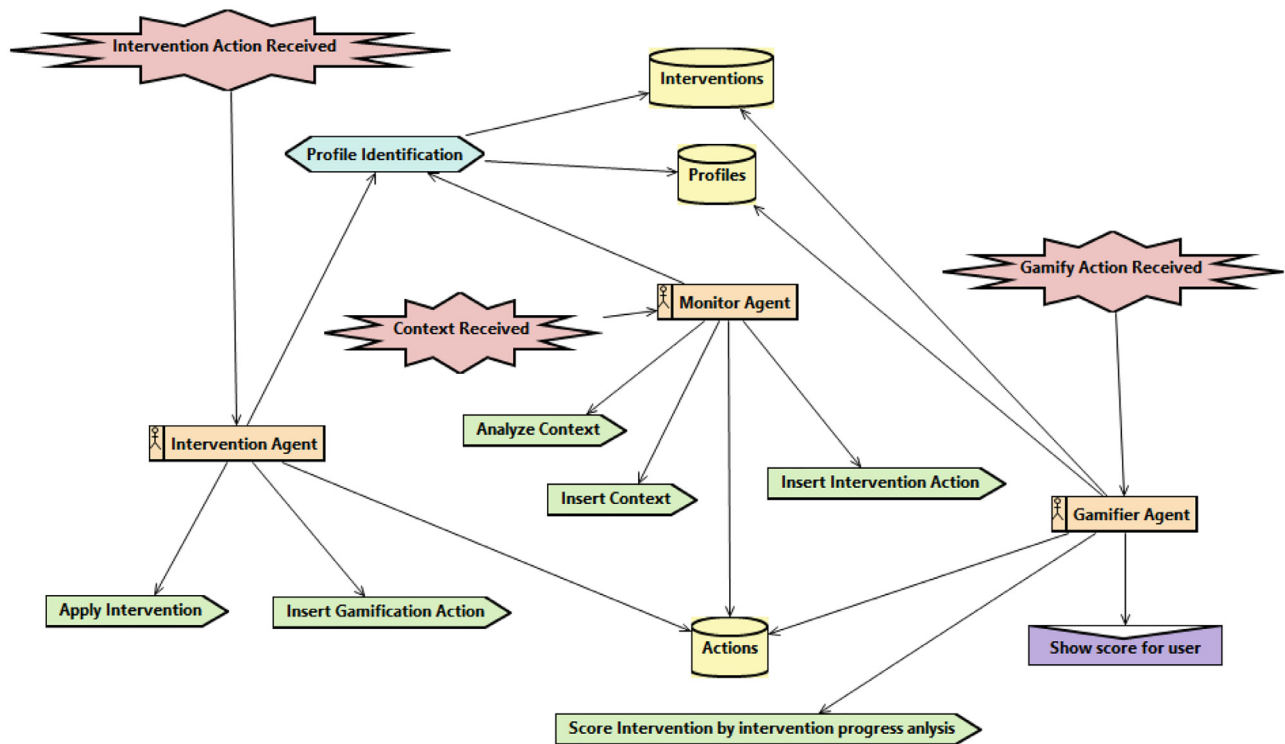 Intervention Action Received
Interventions
Profile Identification
Profiles
Gamify Action Received
Monitor Agent
Context Received
Analyze Context
Intervention Agent
Insert Intervention Action
Insert Context
Gamifier Agent
Apply Intervention
Insert Gamification Action
Actions
Show score for user
Score Intervention by intervention progress anlysis